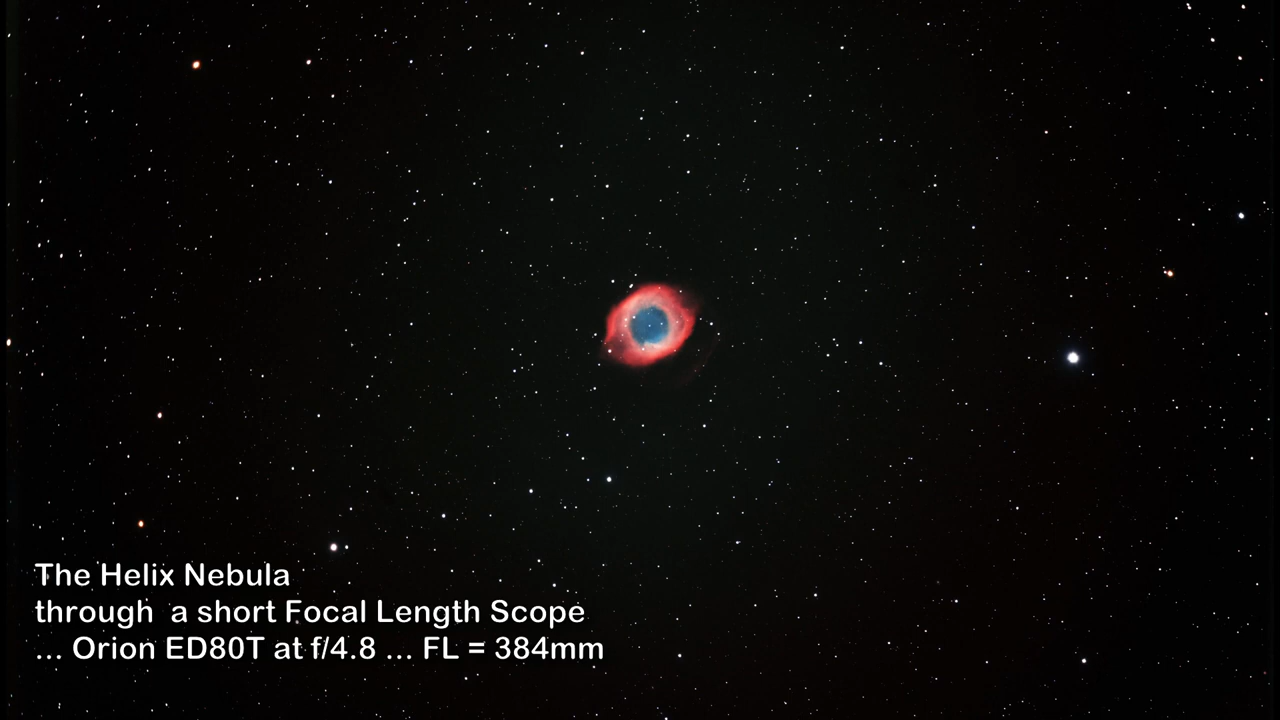 The Helix Nebula
through  a short Focal Length Scope
... Orion ED80T at f/4.8 ... FL = 384mm